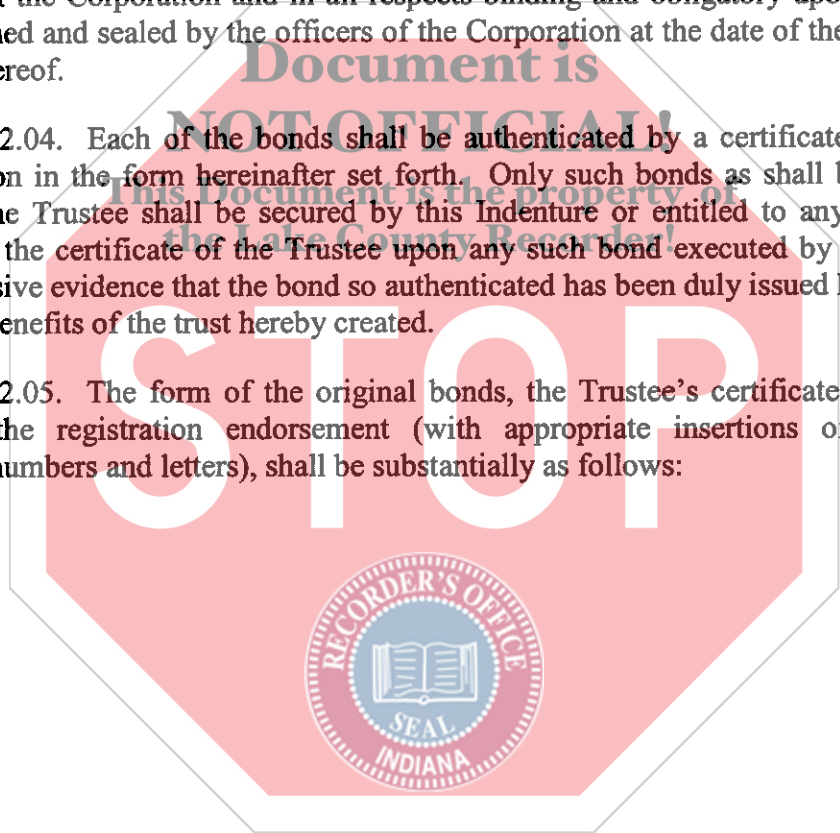 the Corporation and in all respects binding and obligatory upo
ned and sealed by the officers of the Corporation at the date of the
ereof.
Document is
NOT OFFICIAL!
This Document is the property of
the Lake County Recorder!
2.04. Each of the bonds shall be authenticated by a certificate
on in the form hereinafter set forth. Only such bonds as shall b
ne Trustee shall be secured by this Indenture or entitled to any
the certificate of the Trustee upon any such bond executed by
sive evidence that the bond so authenticated has been duly issued
enefits of the trust hereby created.
2.05. The form of the original bonds, the Trustee's certificate
the registration endorsement (with appropriate insertions o
numbers and letters), shall be substantially as follows:
STOP
RECORDER'S OFFICE
SEAL
INDIANA